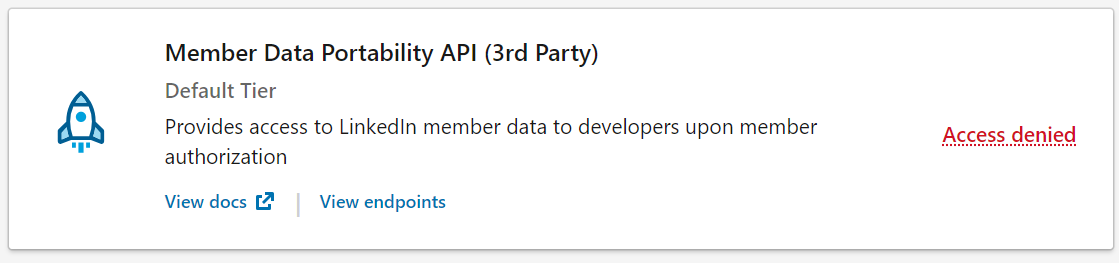 Member Data Portability API (3rd Party)
Default Tier
Provides access to LinkedIn member data to developers upon member
authorization
Access denied
View docs | View endpoints